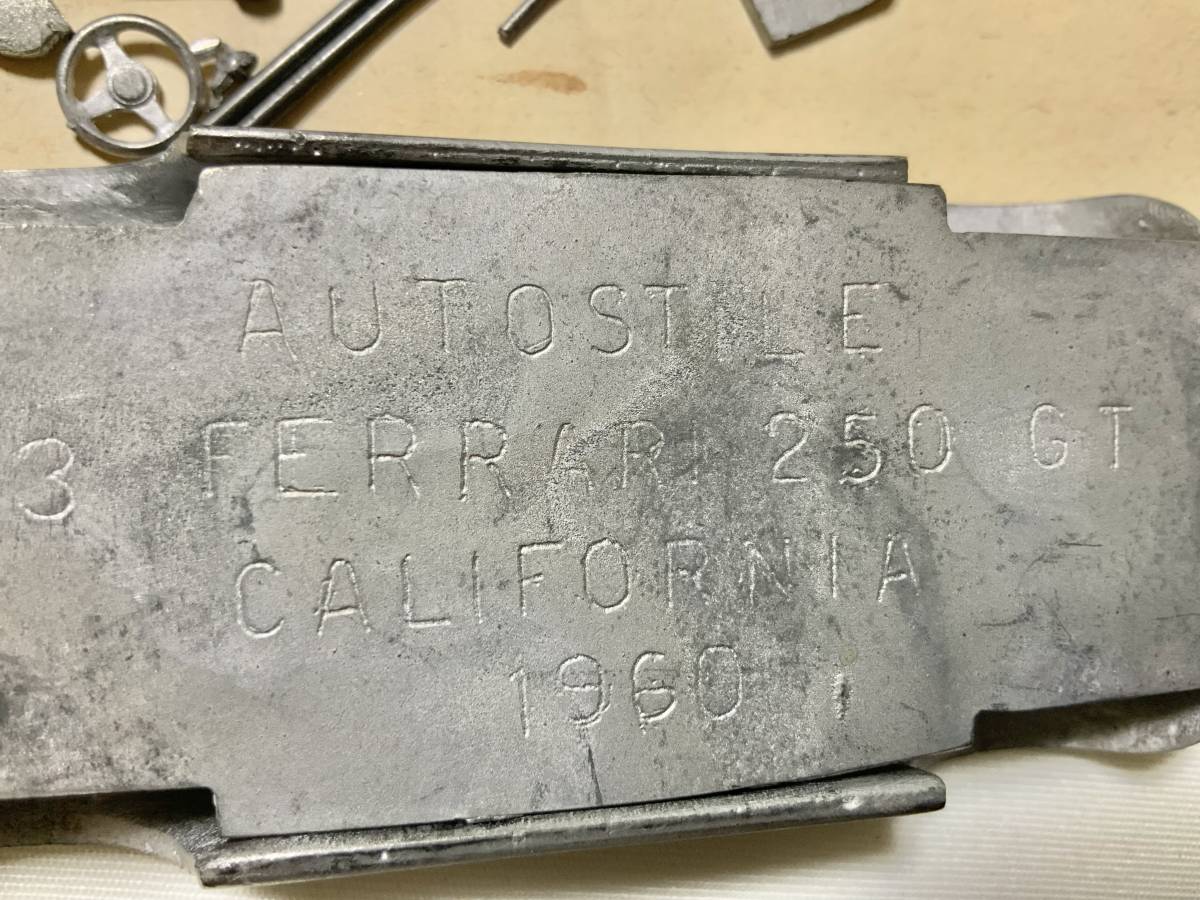 AUTOSTILE
3 FERRARI 250 GT
CALIFORNIA
1960